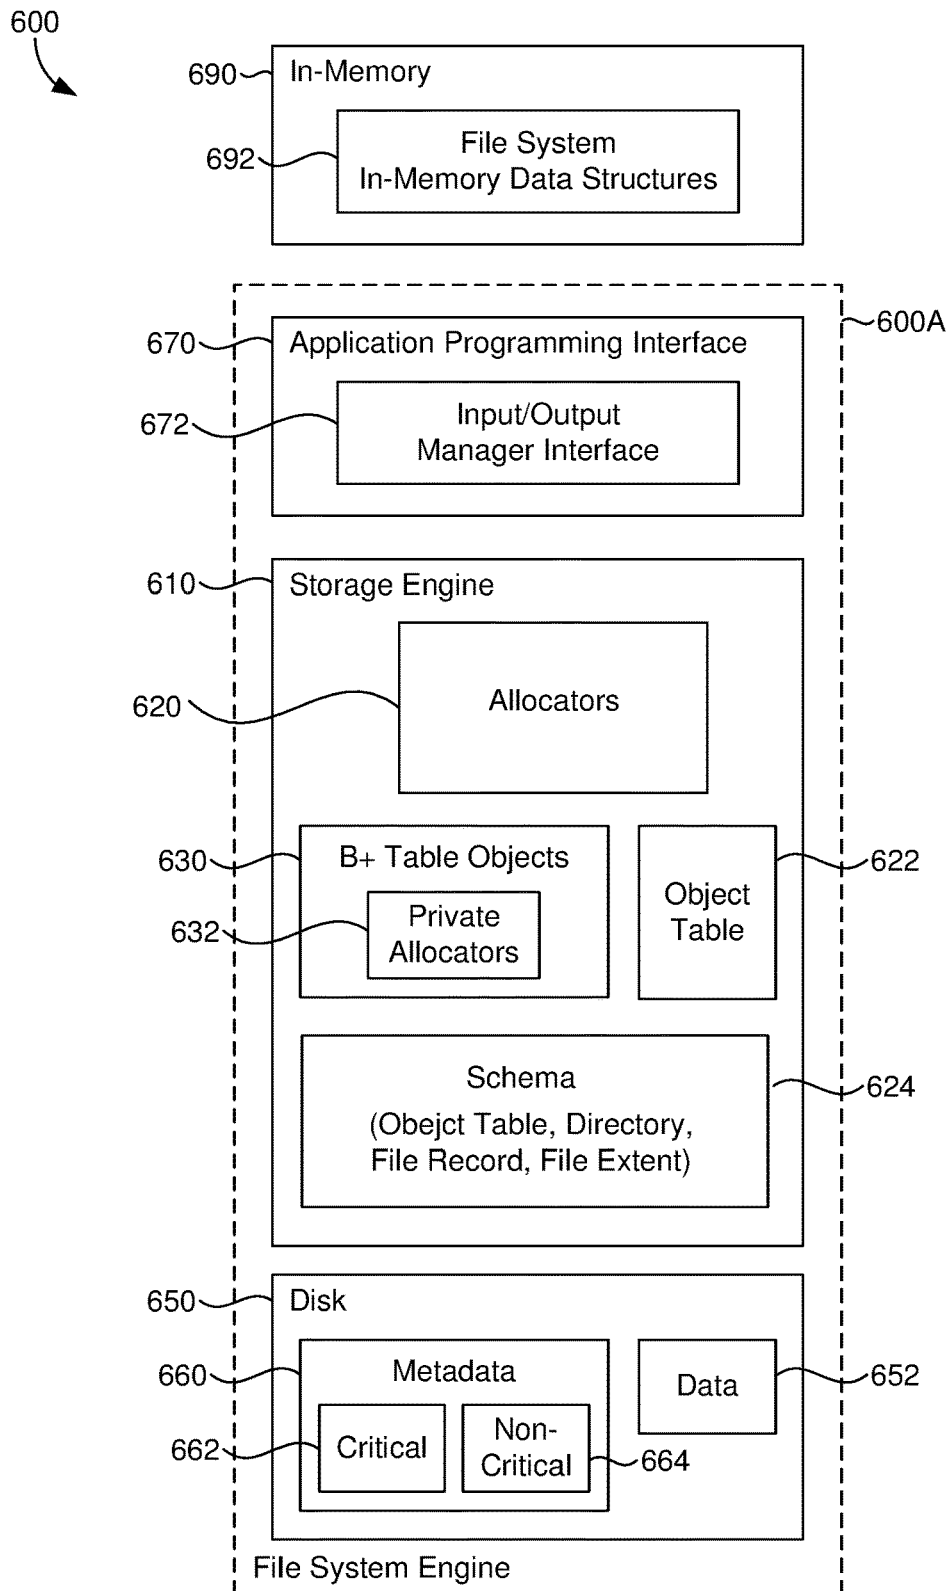 600
690
In-Memory
692
File System
In-Memory Data Structures
600A
670
Application Programming Interface
672
Input/Output
Manager Interface
610
Storage Engine
620
Allocators
630
B+ Table Objects
622
632
Private
Allocators
Object
Table
Schema
624
(Obejct Table, Directory,
File Record, File Extent)
650
Disk
660
Metadata
Data
652
662
Critical
Non-
Critical
664
File System Engine